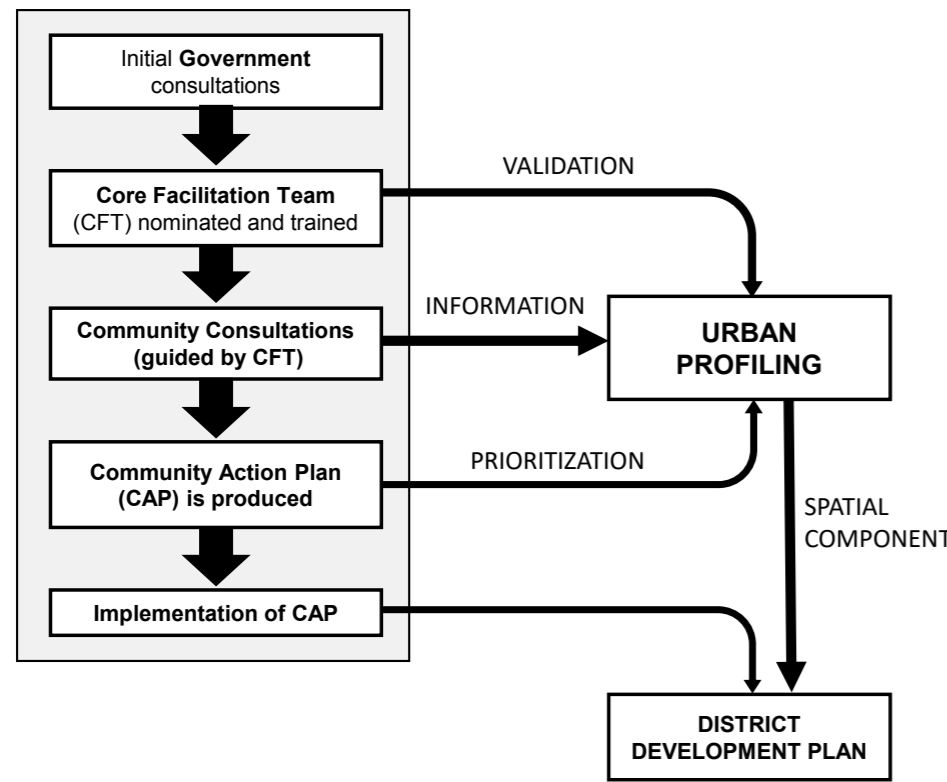 Initial Government
consultations
Core Facilitation Team
(CFT) nominated and trained
VALIDATION
Community Consultations
(guided by CFT)
INFORMATION
URBAN
PROFILING
Community Action Plan
(CAP) is produced
PRIORITIZATION
SPATIAL
COMPONENT
Implementation of CAP
DISTRICT
DEVELOPMENT PLAN